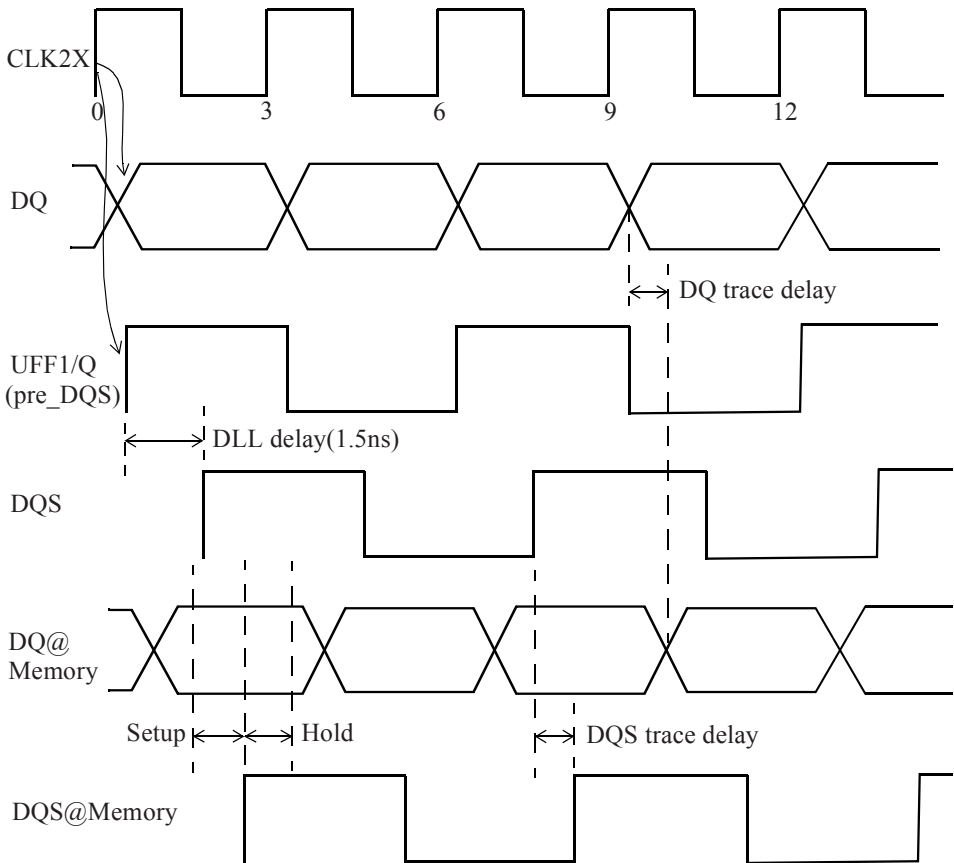 CLK2X
0
3
6
9
12
DQ
DQ trace delay
UFF1/Q
(pre_DQS)
DLL delay(1.5ns)
DQS
DQ@
Memory
Setup
Hold
DQS trace delay
DQS@Memory